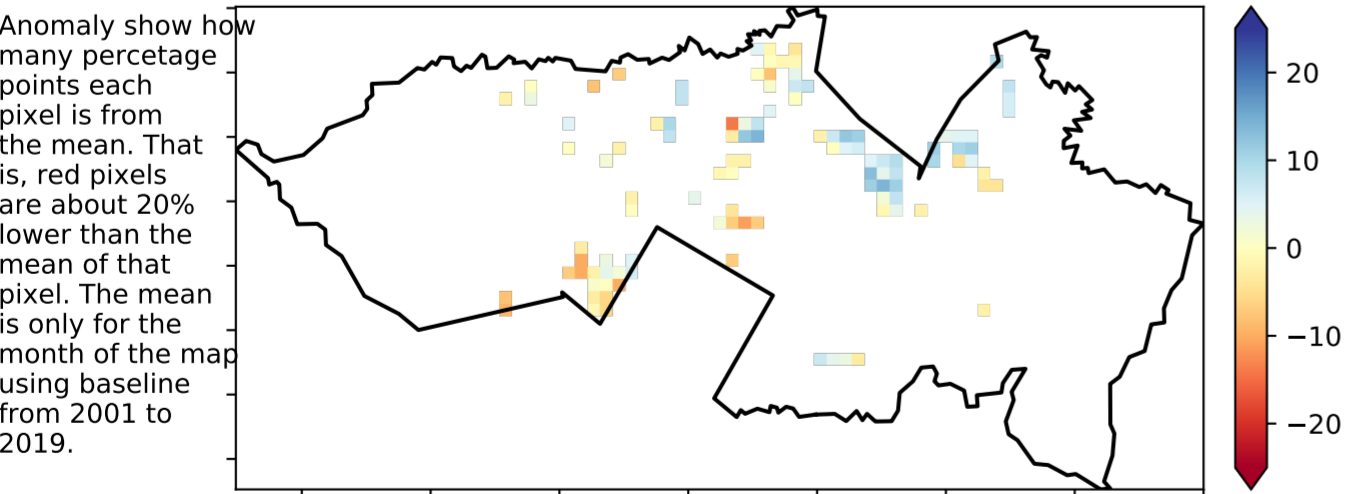 Anomaly show how
many percetage
points each
pixel is from
the mean. That
is, red pixels
are about 20%
lower than the
mean of that
pixel. The mean
is only for the
month of the map
using baseline
from 2001 to
2019.
20
10
0
−10
−20